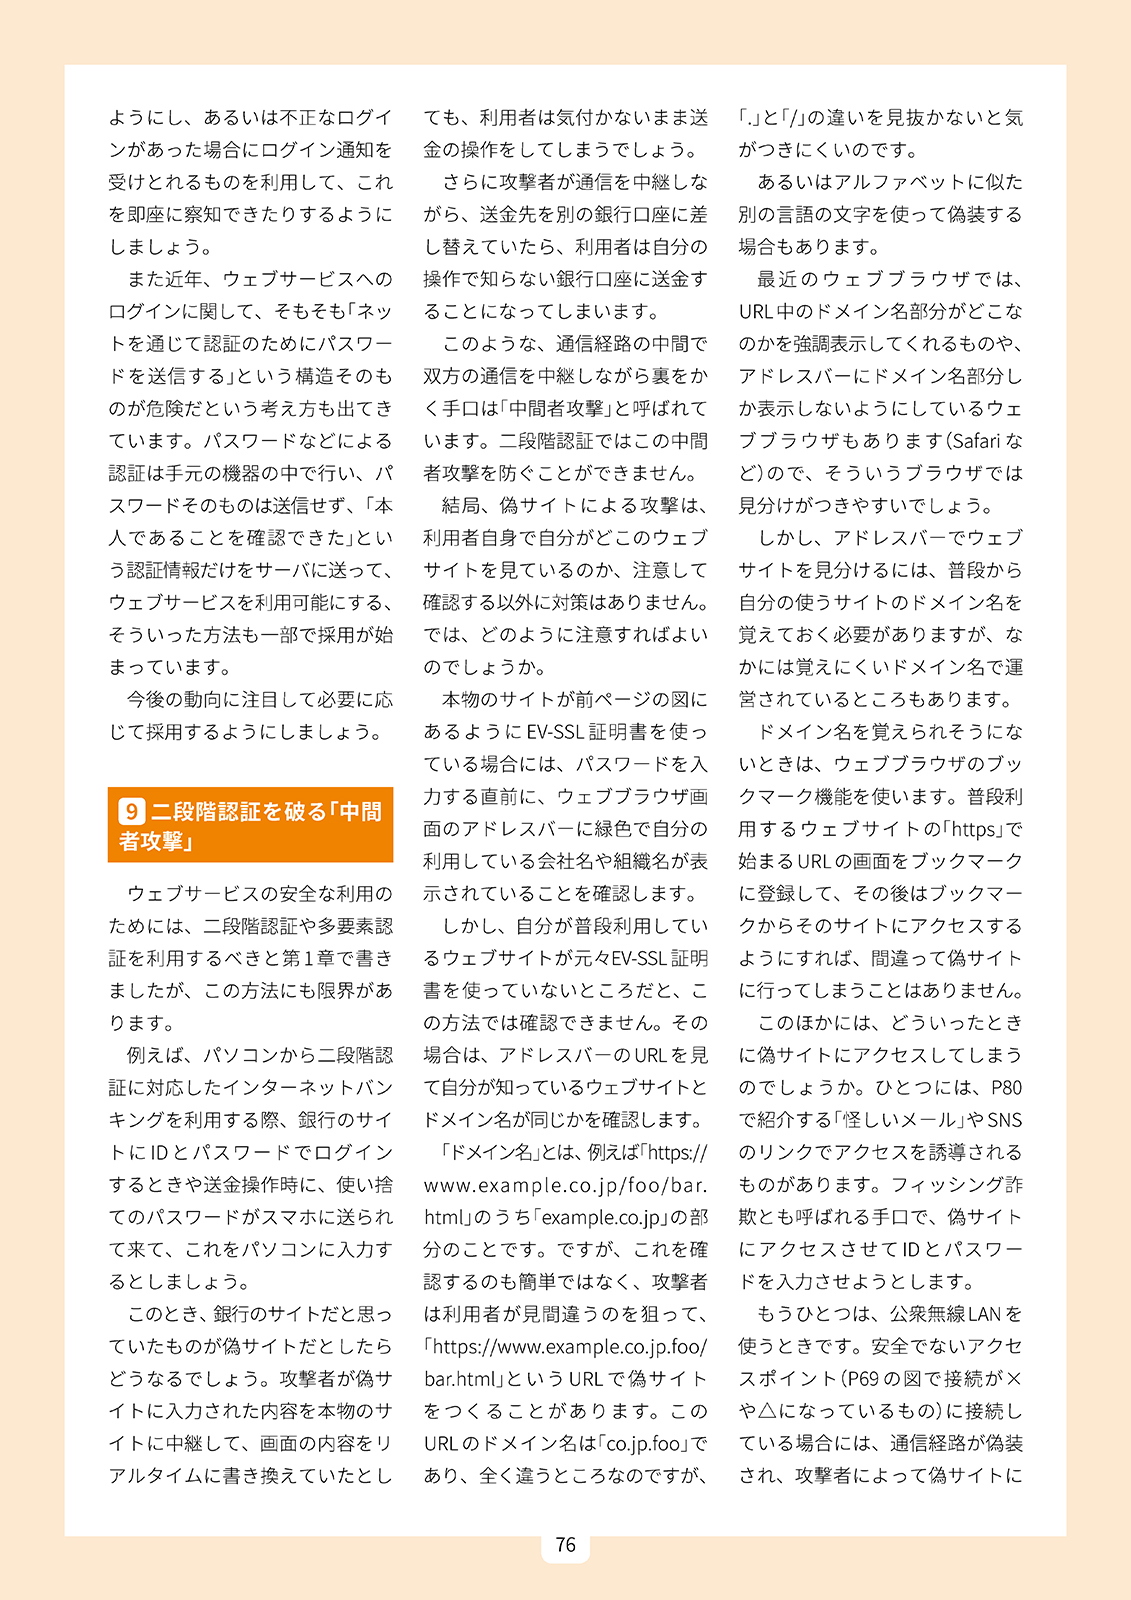 ようにし、あるいは不正なログイ
ンがあった場合にログイン通知を
受けとれるものを利用して、これ
を即座に察知できたりするように
しましょう。
また近年、ウェブサービスへの
ログインに関して、そもそも「ネッ
トを通じて認証のためにパスワー
ドを送信する」という構造そのも
のが危険だという考え方も出てき
ています。パスワードなどによる
認証は手元の機器の中で行い、パ
スワードそのものは送信せず、「本
人であることを確認できた」とい
う認証情報だけをサーバに送って、
ウェブサービスを利用可能にする、
そういった方法も一部で採用が始
まっています。
今後の動向に注目して必要に応
じて採用するようにしましょう。
9 二段階認証を破る「中間
者攻撃」
ウェブサービスの安全な利用の
ためには、二段階認証や多要素認
証を利用するべきと第1章で書き
ましたが、この方法にも限界があ
ります。
例えば、パソコンから二段階認
証に対応したインターネットバン
キングを利用する際、銀行のサイ
トにIDとパスワードでログイン
するときや送金操作時に、使い捨
てのパスワードがスマホに送られ
て来て、これをパソコンに入力す
るとしましょう。
このとき、銀行のサイトだと思っ
ていたものが偽サイトだとしたら
どうなるでしょう。攻撃者が偽サ
イトに入力された内容を本物のサ
イトに中継して、画面の内容をリ
アルタイムに書き換えていたとし
ても、利用者は気付かないまま送
金の操作をしてしまうでしょう。
さらに攻撃者が通信を中継しな
がら、送金先を別の銀行口座に差
し替えていたら、利用者は自分の
操作で知らない銀行口座に送金す
ることになってしまいます。
このような、通信経路の中間で
双方の通信を中継しながら裏をか
く手口は「中間者攻撃」と呼ばれて
います。二段階認証ではこの中間
者攻撃を防ぐことができません。
結局、偽サイトによる攻撃は、
利用者自身で自分がどこのウェブ
サイトを見ているのか、注意して
確認する以外に対策はありません。
では、どのように注意すればよい
のでしょうか。
本物のサイトが前ページの図に
あるようにEV-SSL証明書を使っ
ている場合には、パスワードを入
力する直前に、ウェブブラウザ画
面のアドレスバーに緑色で自分の
利用している会社名や組織名が表
示されていることを確認します。
しかし、自分が普段利用してい
るウェブサイトが元々EV-SSL証明
書を使っていないところだと、こ
の方法では確認できません。その
場合は、アドレスバーのURLを見
て自分が知っているウェブサイトと
ドメイン名が同じかを確認します。
「ドメイン名」とは、例えば「https://
www.example.co.jp/foo/bar.
html」のうち「example.co.jp」の部
分のことです。ですが、これを確
認するのも簡単ではなく、攻撃者
は利用者が見間違うのを狙って、
「https://www.example.co.jp.foo/
bar.html」というURLで偽サイト
をつくることがあります。この
URLのドメイン名は「co.jp.foo」で
あり、全く違うところなのですが、
「.」と「/」の違いを見抜かないと気
がつきにくいのです。
あるいはアルファベットに似た
別の言語の文字を使って偽装する
場合もあります。
最近のウェブブラウザでは、
URL中のドメイン名部分がどこな
のかを強調表示してくれるものや、
アドレスバーにドメイン名部分し
か表示しないようにしているウェ
ブブラウザもあります（Safariな
ど）ので、そういうブラウザでは
見分けがつきやすいでしょう。
しかし、アドレスバーでウェブ
サイトを見分けるには、普段から
自分の使うサイトのドメイン名を
覚えておく必要がありますが、な
かには覚えにくいドメイン名で運
営されているところもあります。
ドメイン名を覚えられそうにな
いときは、ウェブブラウザのブッ
クマーク機能を使います。普段利
用するウェブサイトの「https」で
始まるURLの画面をブックマーク
に登録して、その後はブックマー
クからそのサイトにアクセスする
ようにすれば、間違って偽サイト
に行ってしまうことはありません。
このほかには、どういったとき
に偽サイトにアクセスしてしまう
のでしょうか。ひとつには、P80
で紹介する「怪しいメール」やSNS
のリンクでアクセスを誘導される
ものがあります。フィッシング詐
欺とも呼ばれる手口で、偽サイト
にアクセスさせてIDとパスワー
ドを入力させようとします。
もうひとつは、公衆無線LANを
使うときです。安全でないアクセ
スポイント（P69の図で接続が×
や△になっているもの）に接続し
ている場合には、通信経路が偽装
され、攻撃者によって偽サイトに
76